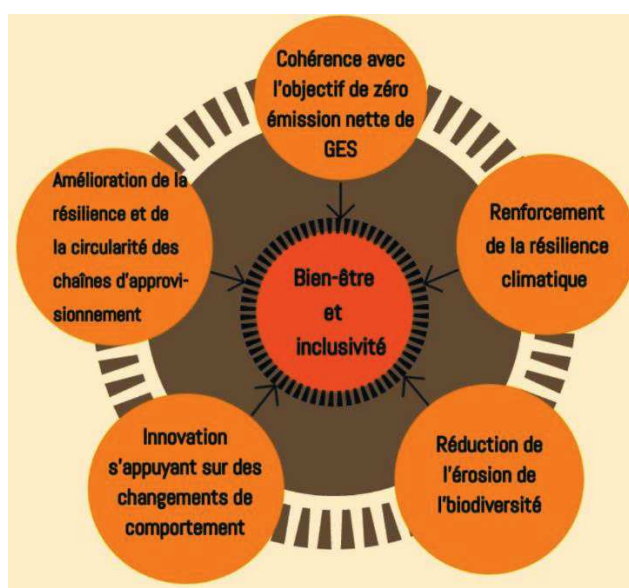 Cohérence avec
l'objectif de zéro
émission nette de
GES
Amélioration de la
résilience et de
la circularité des
chaînes d'approvi-
sionnement
Renforcement
de la résilience
climatique
Bien-être
et
inclusivité
Innovation
s'appuyant sur des
changements de
comportement
Réduction de
l'érosion de
l'biodiversité